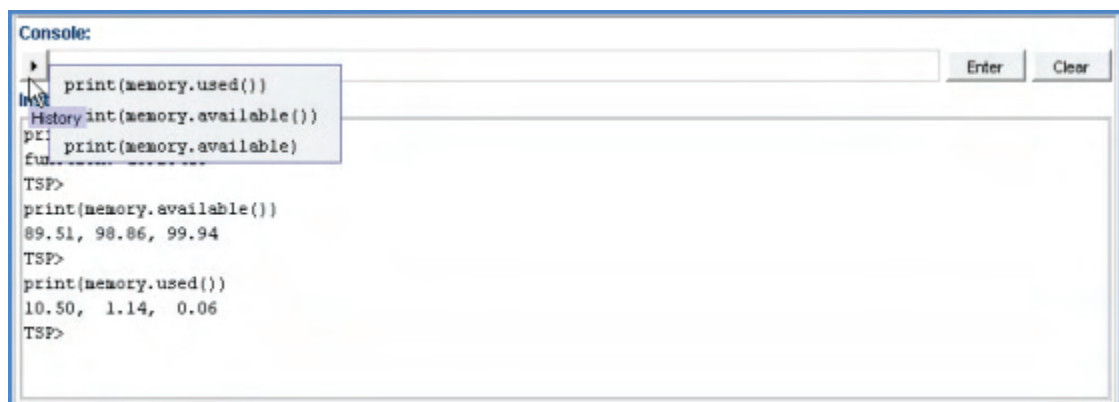 Console:
Enter
Clear
print(memory.used())
History
int(memory.available())
print(memory.available)
TSP>
print(memory.available())
89.51, 98.86, 99.94
TSP>
print(memory.used())
10.50,  1.14,  0.06
TSP>